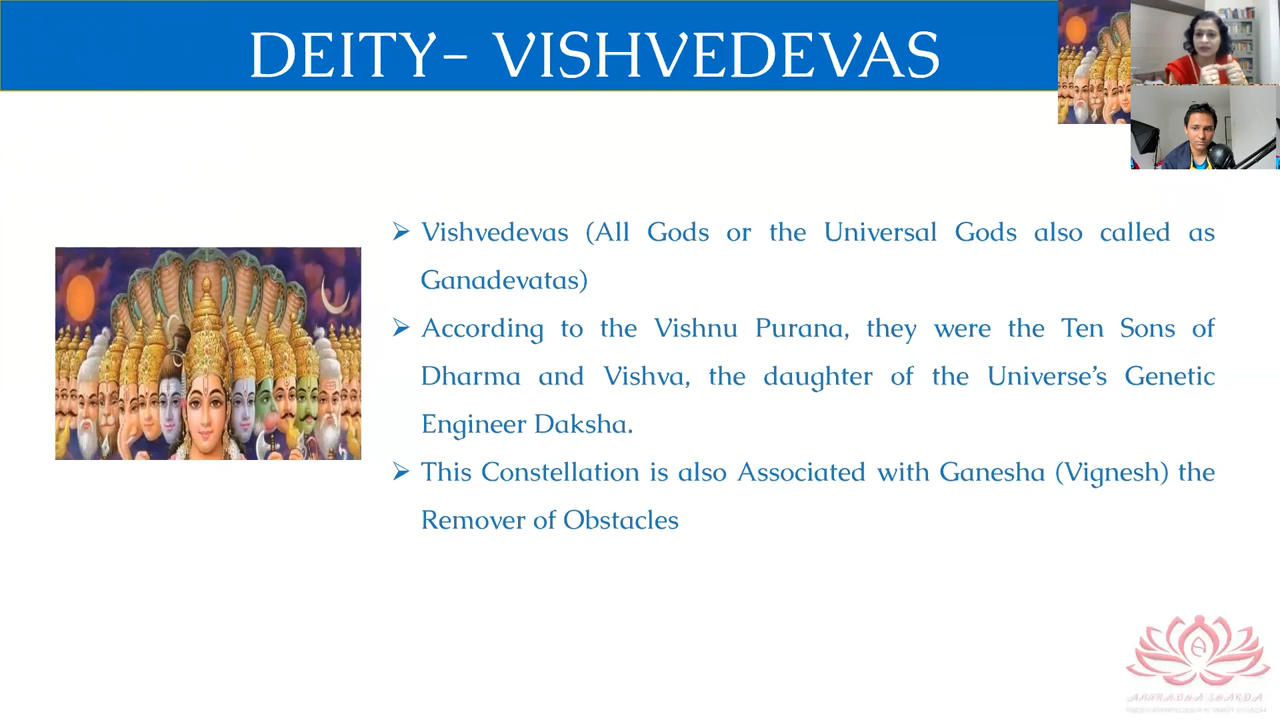 DEITY- VISHVEDEVAS
➢ Vishvedevas (All Gods or the Universal Gods also called as
Ganadevatas)
➢ According to the Vishnu Purana, they were the Ten Sons of
Dharma and Vishva, the daughter of the Universe’s Genetic
Engineer Daksha.
➢ This Constellation is also Associated with Ganesha (Vignesh) the
Remover of Obstacles